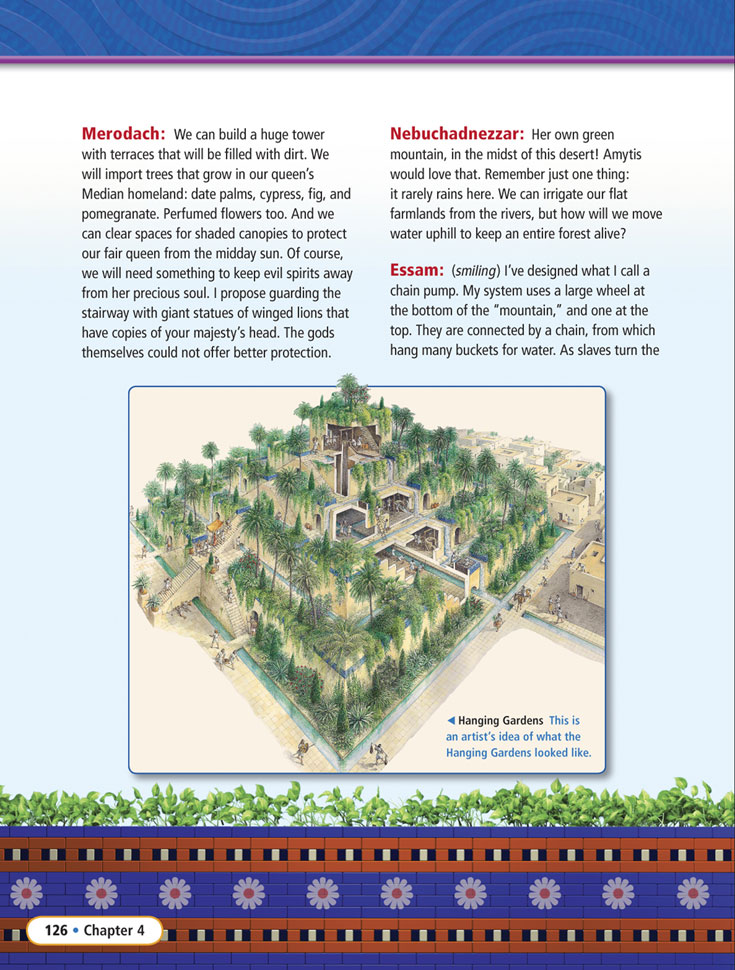 Merodach: We can build a huge tower
with terraces that will be filled with dirt. We
will import trees that grow in our queen’s
Median homeland: date palms, cypress, fig, and
pomegranate. Perfumed flowers too. And we
can clear spaces for shaded canopies to protect
our fair queen from the midday sun. Of course,
we will need something to keep evil spirits away
from her precious soul. I propose guarding the
stairway with giant statues of winged lions that
have copies of your majesty’s head. The gods
themselves could not offer better protection.
Nebuchadnezzar: Her own green
mountain, in the midst of this desert! Amytis
would love that. Remember just one thing:
it rarely rains here. We can irrigate our flat
farmlands from the rivers, but how will we move
water uphill to keep an entire forest alive?
Essam: (smiling) I’ve designed what I call a
chain pump. My system uses a large wheel at
the bottom of the “mountain,” and one at the
top. They are connected by a chain, from which
hang many buckets for water. As slaves turn the
◀ Hanging Gardens This is
an artist’s idea of what the
Hanging Gardens looked like.
126 • Chapter 4